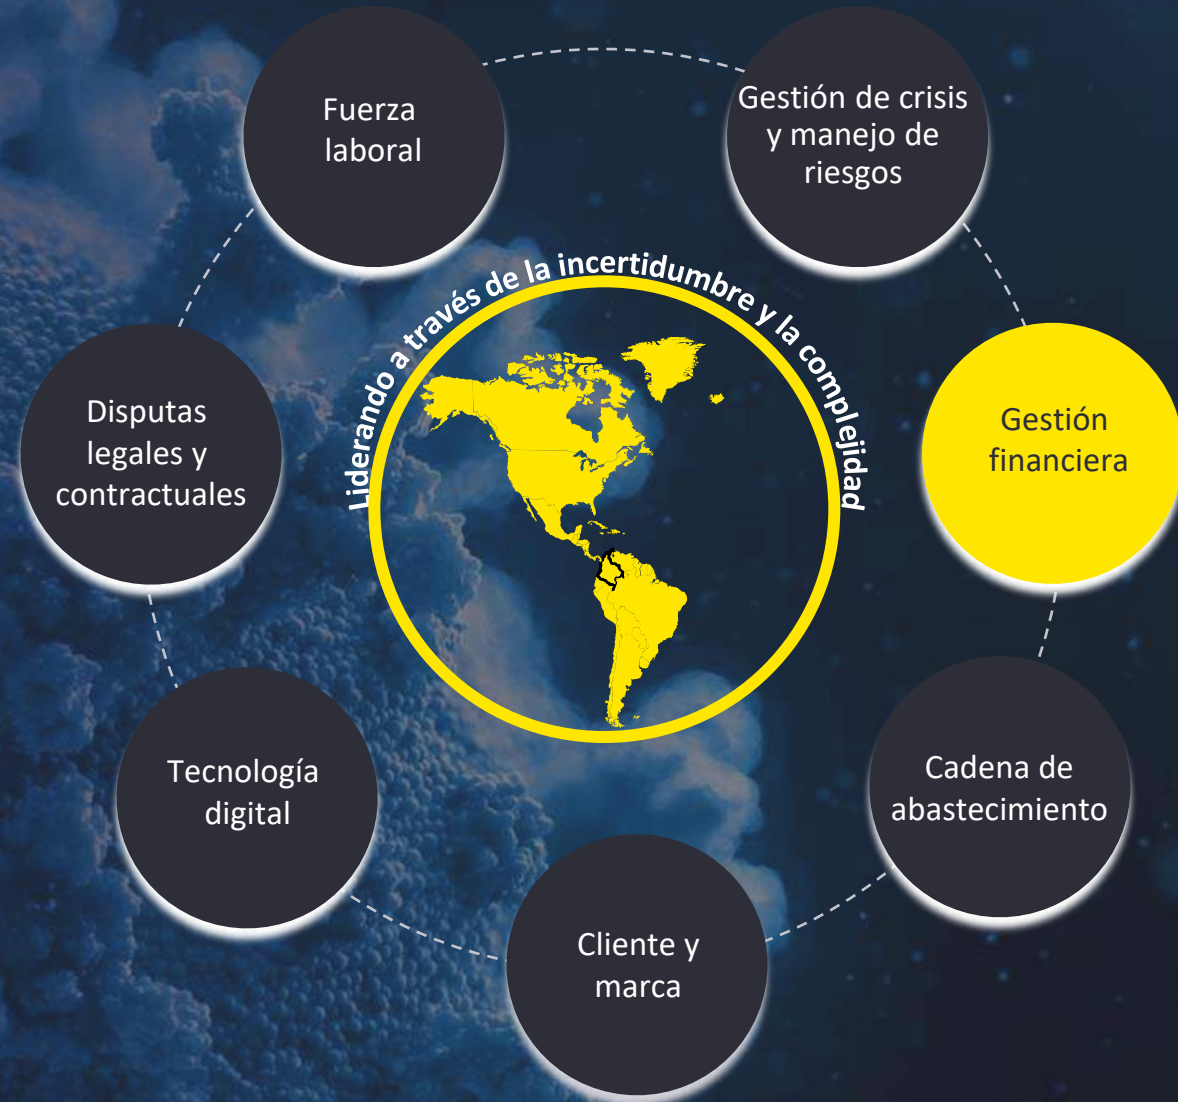 Fuerza
laboral
Gestión de crisis
y manejo de
riesgos
Liderando a través de la incertidumbre y la complejidad
Disputas
legales y
contractuales
Gestión
financiera
Tecnología
digital
Cadena de
abastecimiento
Cliente y
marca